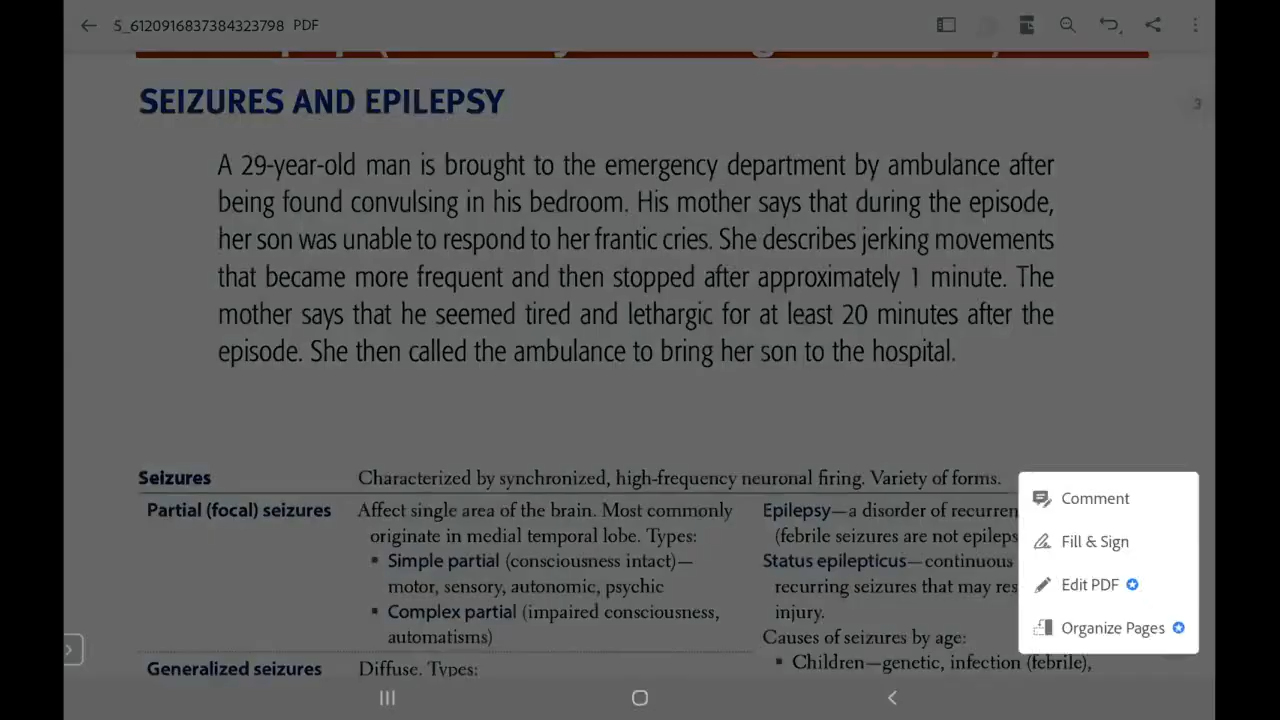 5_6120916837384323798 PDF
SEIZURES AND EPILEPSY
3
A 29-year-old man is brought to the emergency department by ambulance after
being found convulsing in his bedroom. His mother says that during the episode,
her son was unable to respond to her frantic cries. She describes jerking movements
that became more frequent and then stopped after approximately 1 minute. The
mother says that he seemed tired and lethargic for at least 20 minutes after the
episode. She then called the ambulance to bring her son to the hospital.
Seizures
Characterized by synchronized, high-frequency neuronal firing. Variety of forms.
Partial (focal) seizures
Affect single area of the brain. Most commonly
originate in medial temporal lobe. Types:
▪ Simple partial (consciousness intact)—
motor, sensory, autonomic, psychic
▪ Complex partial (impaired consciousness,
automatisms)
Epilepsy—a disorder of recurren
(febrile seizures are not epileps
Status epilepticus—continuous
recurring seizures that may res
injury.
Causes of seizures by age:
▪ Children—genetic, infection (febrile),
Generalized seizures
Diffuse. Types:
Comment
Fill & Sign
Edit PDF
Organize Pages